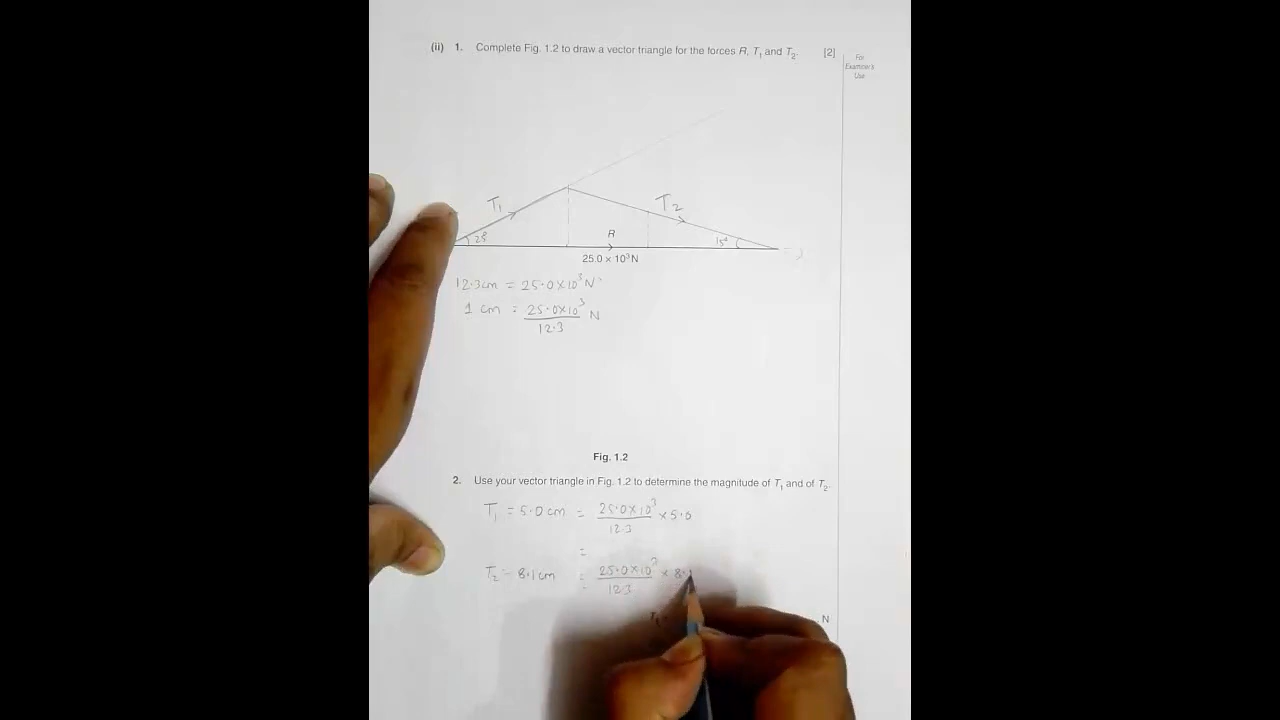 (ii) 1. Complete Fig. 1.2 to draw a vector triangle for the forces R, T₁ and T₂. [2]
For
Examiner's
Use
T₁
T₂
R
15°
25.0 × 10³ N
12.3 cm = 25.0×10³ N
1 cm = 25.0×10³ / 12.3 N
Fig. 1.2
2. Use your vector triangle in Fig. 1.2 to determine the magnitude of T₁ and of T₂.
T₁ = 5.0 cm = 25.0×10³ / 12.3 × 5.0
=
T₂ = 8.1 cm = 25.0×10³ / 12.3 × 8.
N